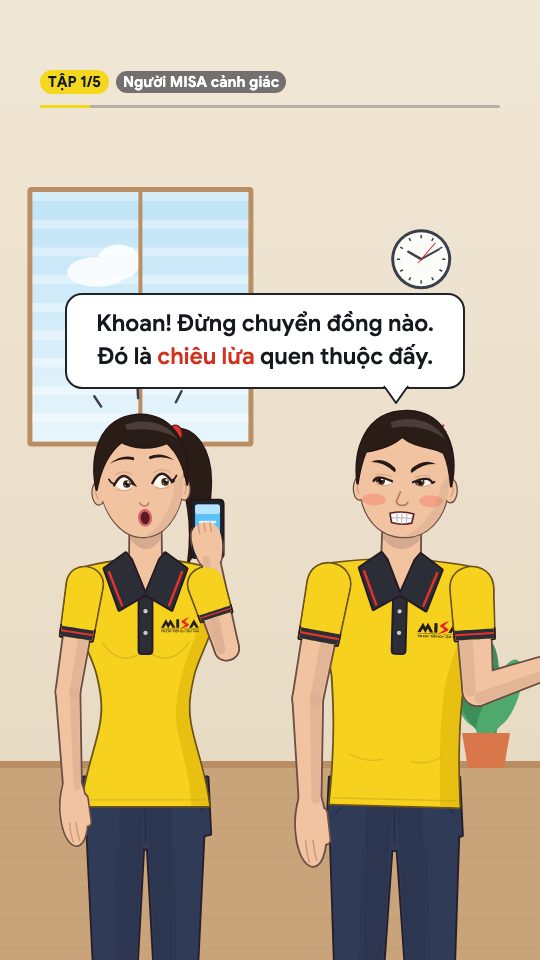 TẬP 1/5
Người MISA cảnh giác
Khoan! Đừng chuyển đồng nào.
Đó là chiêu lừa quen thuộc đấy.
MISA
MISA